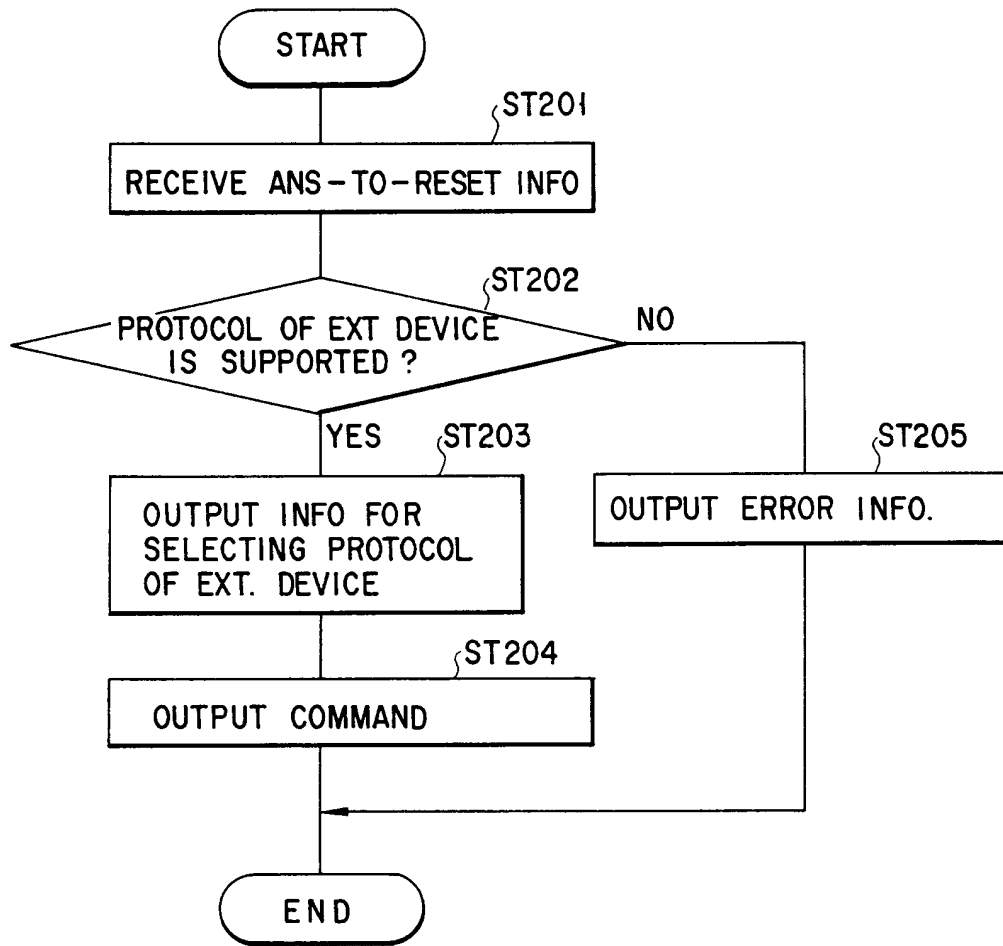 START
ST201
RECEIVE ANS-TO-RESET INFO
ST202
PROTOCOL OF EXT DEVICE
IS SUPPORTED ?
NO
YES
ST203
OUTPUT INFO FOR
SELECTING PROTOCOL
OF EXT. DEVICE
ST205
OUTPUT ERROR INFO.
ST204
OUTPUT COMMAND
END